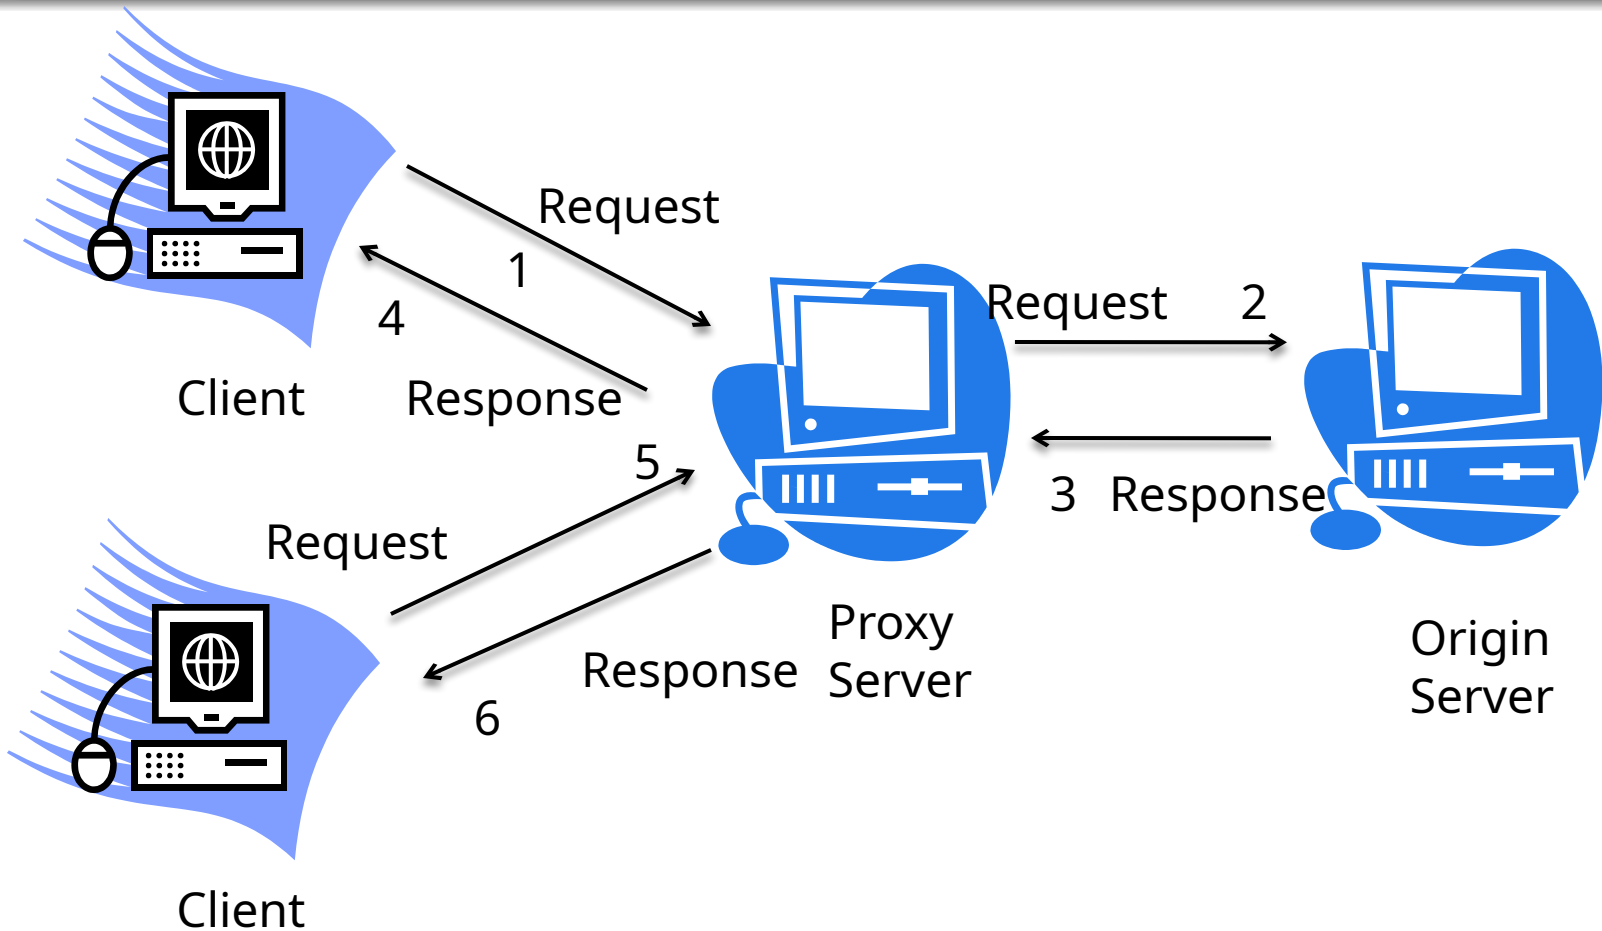 Request
1
4
Client
Response
Request 2
3 Response
5
Request
Response
6
Proxy
Server
Origin
Server
Client